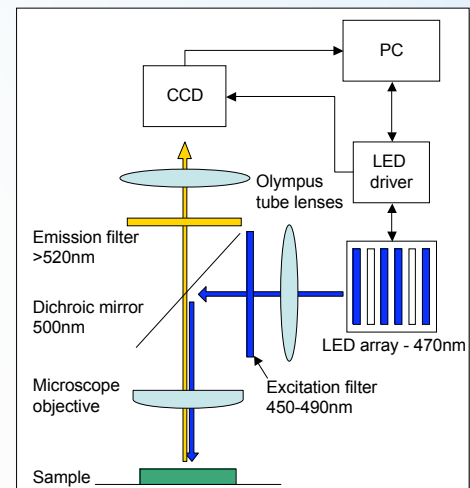 PC
CCD
LED
driver
Olympus
tube lenses
Emission filter
>520nm
Dichroic mirror
500nm
LED array - 470nm
Microscope
objective
Excitation filter
450-490nm
Sample